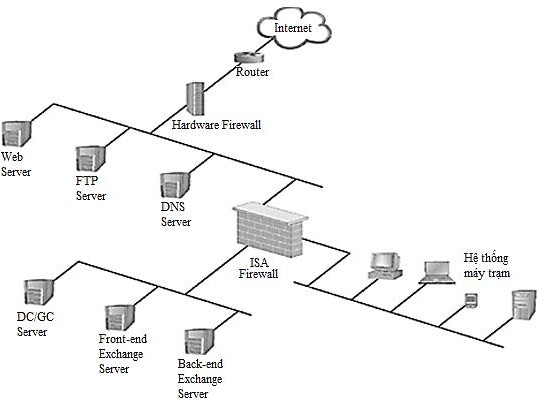 Internet
Router
Hardware Firewall
Web
Server
FTP
Server
DNS
Server
ISA
Firewall
Hệ thống
máy trạm
DC/GC
Server
Front-end
Exchange
Server
Back-end
Exchange
Server